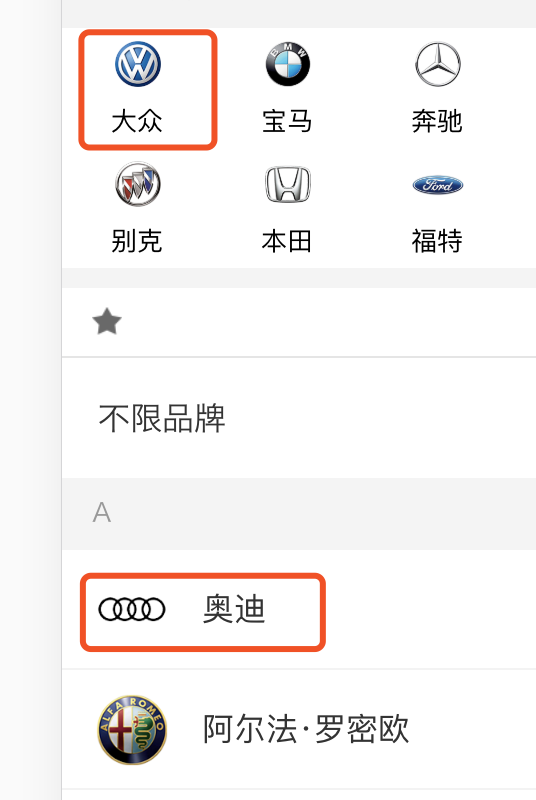 BMW
大众 宝马 奔驰
Ford
别克 本田 福特
不限品牌
A
奥迪
ALFA ROMEO
阿尔法·罗密欧